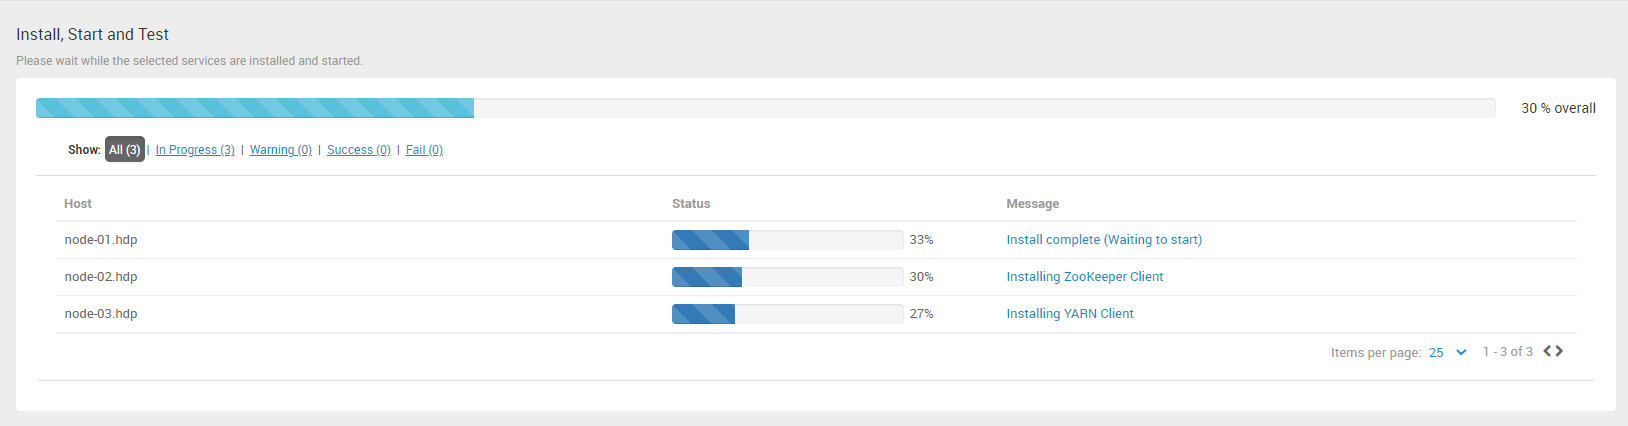 Install, Start and Test
Please wait while the selected services are installed and started.
30 % overall
Show: All (3) | In Progress (3) | Warning (0) | Success (0) | Fail (0)
Host Status Message
node-01.hdp 33% Install complete (Waiting to start)
node-02.hdp 30% Installing ZooKeeper Client
node-03.hdp 27% Installing YARN Client
Items per page: 25 1 - 3 of 3